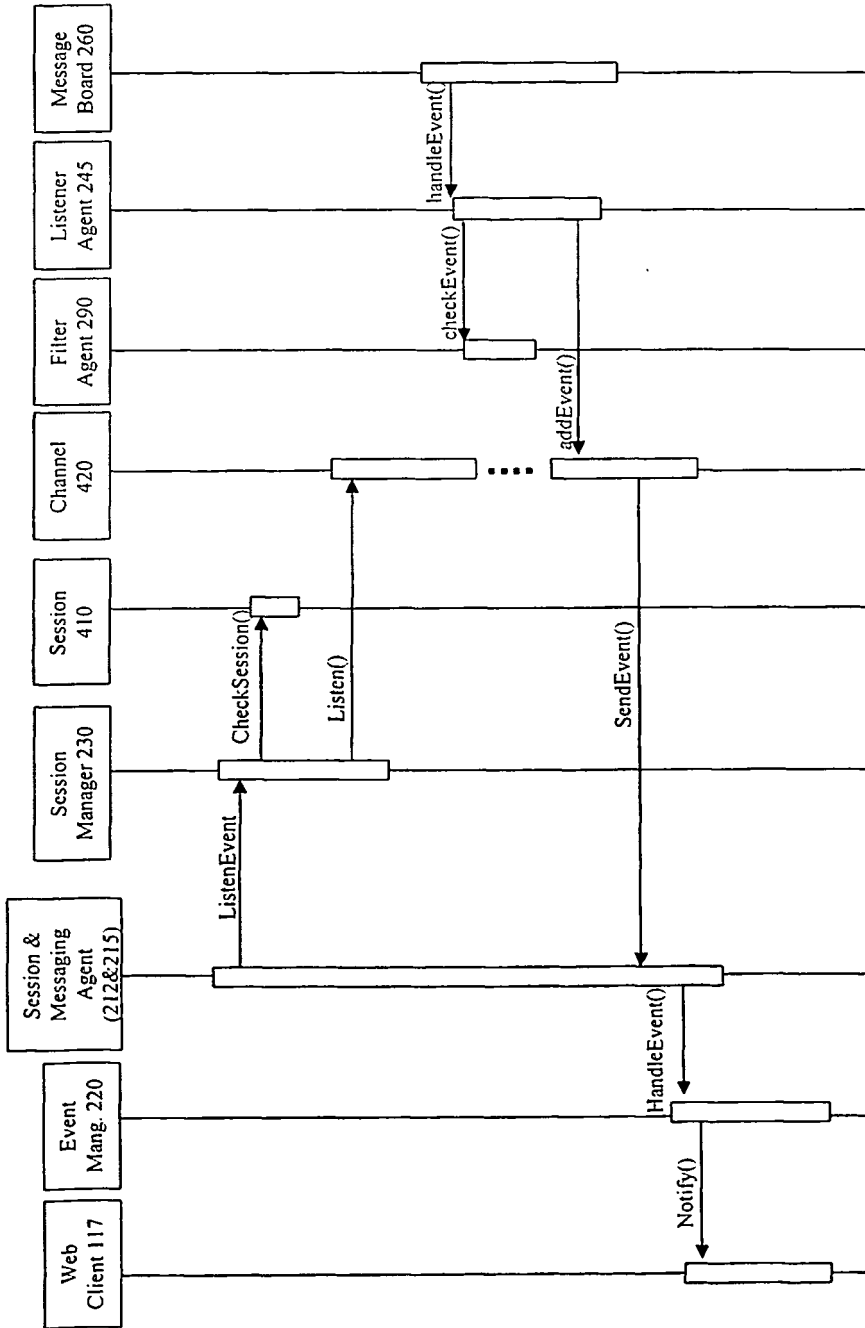 Web
Client 117
Event
Mang. 220
Session &
Messaging
Agent
(212&215)
Session
Manager 230
Session
410
Channel
420
Filter
Agent 290
Listener
Agent 245
Message
Board 260
ListenEvent
CheckSession()
Listen()
handleEvent()
checkEvent()
addEvent()
SendEvent()
HandleEvent()
Notify()